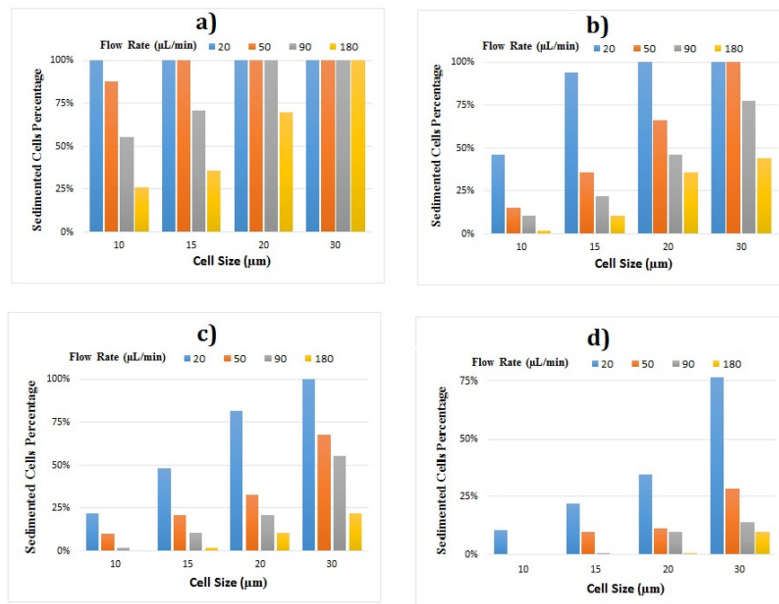 a)
Flow Rate (µL/min) 20 50 90 180
Sedimented Cells Percentage
100%
75%
50%
25%
0%
10 15 20 30
Cell Size (µm)
b)
Flow Rate (µL/min) 20 50 90 180
Sedimented Cells Percentage
100%
75%
50%
25%
0%
10 15 20 30
Cell Size (µm)
c)
Flow Rate (µL/min) 20 50 90 180
Sedimented Cells Percentage
100%
75%
50%
25%
0%
10 15 20 30
Cell Size (µm)
d)
Flow Rate (µL/min) 20 50 90 180
Sedimented Cells Percentage
75%
50%
25%
0%
10 15 20 30
Cell Size (µm)